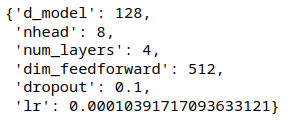 {'d_model': 128,
 'nhead': 8,
 'num_layers': 4,
 'dim_feedforward': 512,
 'dropout': 0.1,
 'lr': 0.00010391717093633121}